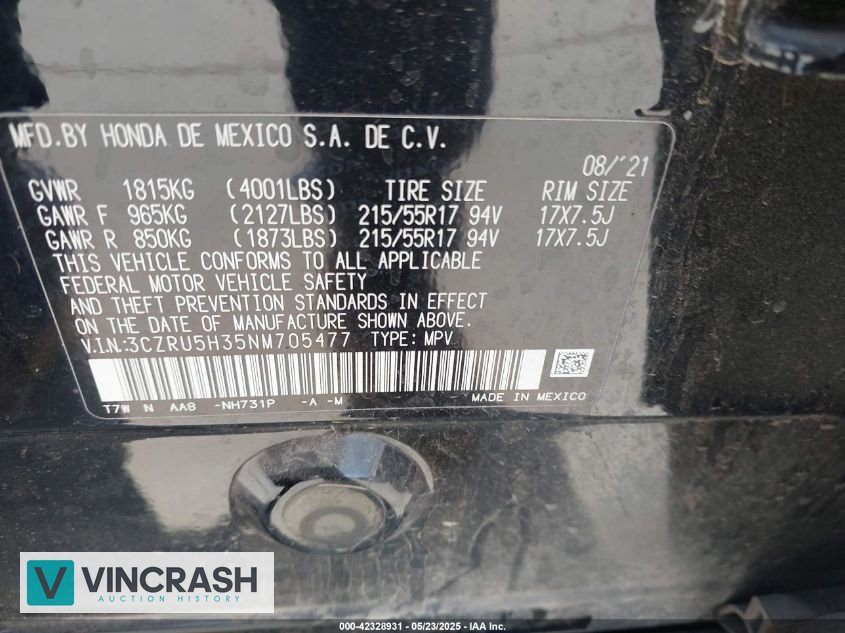 MFD.BY HONDA DE MEXICO S.A. DE C.V.
08/'21
GVWR 1815KG (4001LBS) TIRE SIZE RIM SIZE
GAWR F 965KG (2127LBS) 215/55R17 94V 17X7.5J
GAWR R 850KG (1873LBS) 215/55R17 94V 17X7.5J
THIS VEHICLE CONFORMS TO ALL APPLICABLE
FEDERAL MOTOR VEHICLE SAFETY
AND THEFT PREVENTION STANDARDS IN EFFECT
ON THE DATE OF MANUFACTURE SHOWN ABOVE.
V.I.N:3CZRU5H35NM705477 TYPE: MPV
T7W N AA8 -NH731P -A -M MADE IN MEXICO
V VINCRASH
AUCTION HISTORY
000-42328931 - 05/23/2025 - IAA Inc.